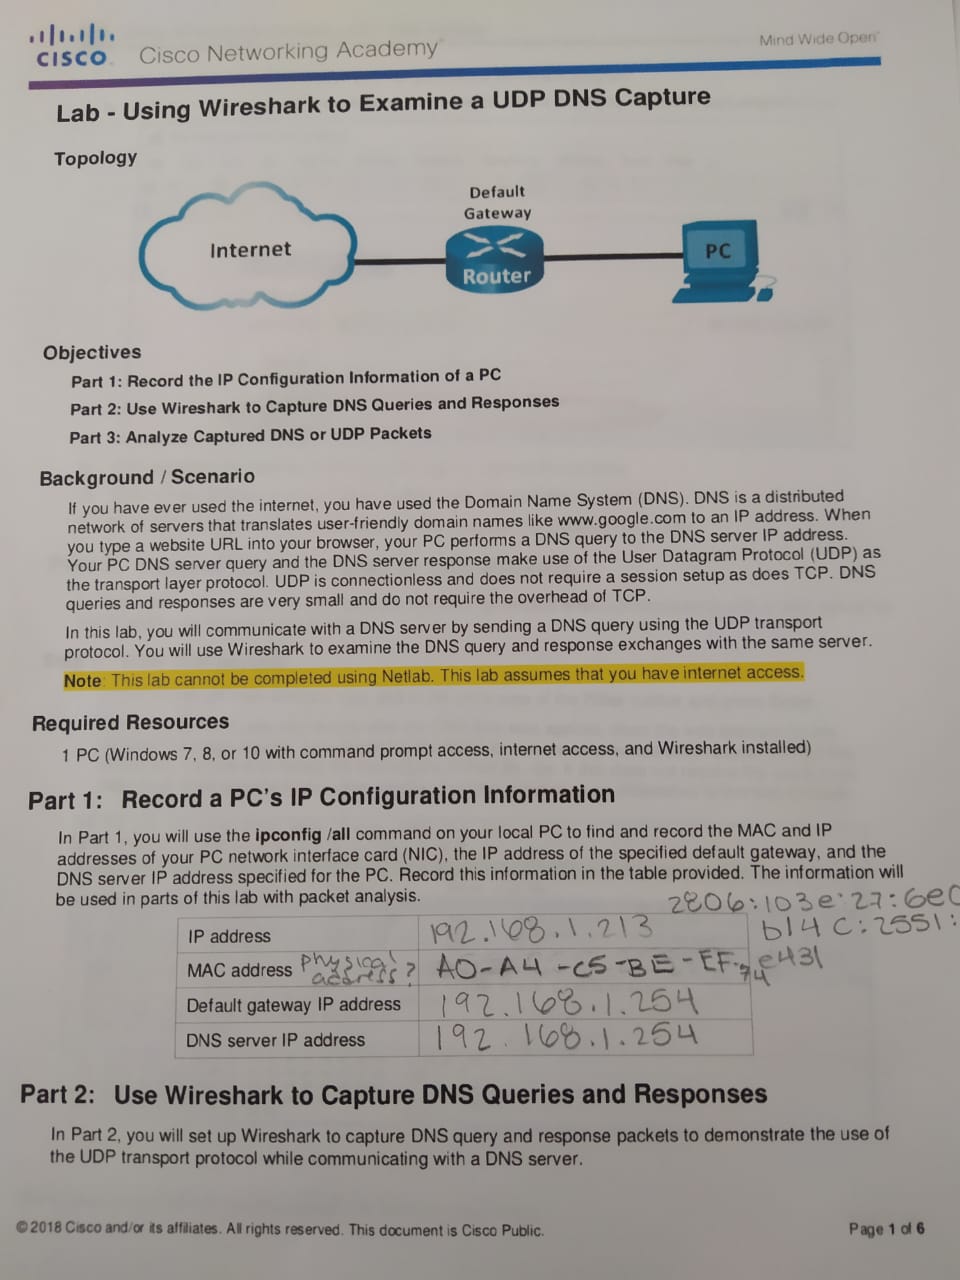 CISCO Cisco Networking Academy Mind Wide Open
Lab - Using Wireshark to Examine a UDP DNS Capture
Topology
Default
Gateway
Internet
Router
PC
Objectives
Part 1: Record the IP Configuration Information of a PC
Part 2: Use Wireshark to Capture DNS Queries and Responses
Part 3: Analyze Captured DNS or UDP Packets
Background / Scenario
If you have ever used the internet, you have used the Domain Name System (DNS). DNS is a distributed
network of servers that translates user-friendly domain names like www.google.com to an IP address. When
you type a website URL into your browser, your PC performs a DNS query to the DNS server IP address.
Your PC DNS server query and the DNS server response make use of the User Datagram Protocol (UDP) as
the transport layer protocol. UDP is connectionless and does not require a session setup as does TCP. DNS
queries and responses are very small and do not require the overhead of TCP.
In this lab, you will communicate with a DNS server by sending a DNS query using the UDP transport
protocol. You will use Wireshark to examine the DNS query and response exchanges with the same server.
Note: This lab cannot be completed using Netlab. This lab assumes that you have internet access.
Required Resources
1 PC (Windows 7, 8, or 10 with command prompt access, internet access, and Wireshark installed)
Part 1: Record a PC's IP Configuration Information
In Part 1, you will use the ipconfig /all command on your local PC to find and record the MAC and IP
addresses of your PC network interface card (NIC), the IP address of the specified default gateway, and the
DNS server IP address specified for the PC. Record this information in the table provided. The information will
be used in parts of this lab with packet analysis.
2806:103e:27:6e0
b14c:2551:
e431
IP address 192.168.1.213
MAC address physical address? A0-A4-C5-BE-EF-74
Default gateway IP address 192.168.1.254
DNS server IP address 192.168.1.254
Part 2: Use Wireshark to Capture DNS Queries and Responses
In Part 2, you will set up Wireshark to capture DNS query and response packets to demonstrate the use of
the UDP transport protocol while communicating with a DNS server.
© 2018 Cisco and/or its affiliates. All rights reserved. This document is Cisco Public. Page 1 of 6